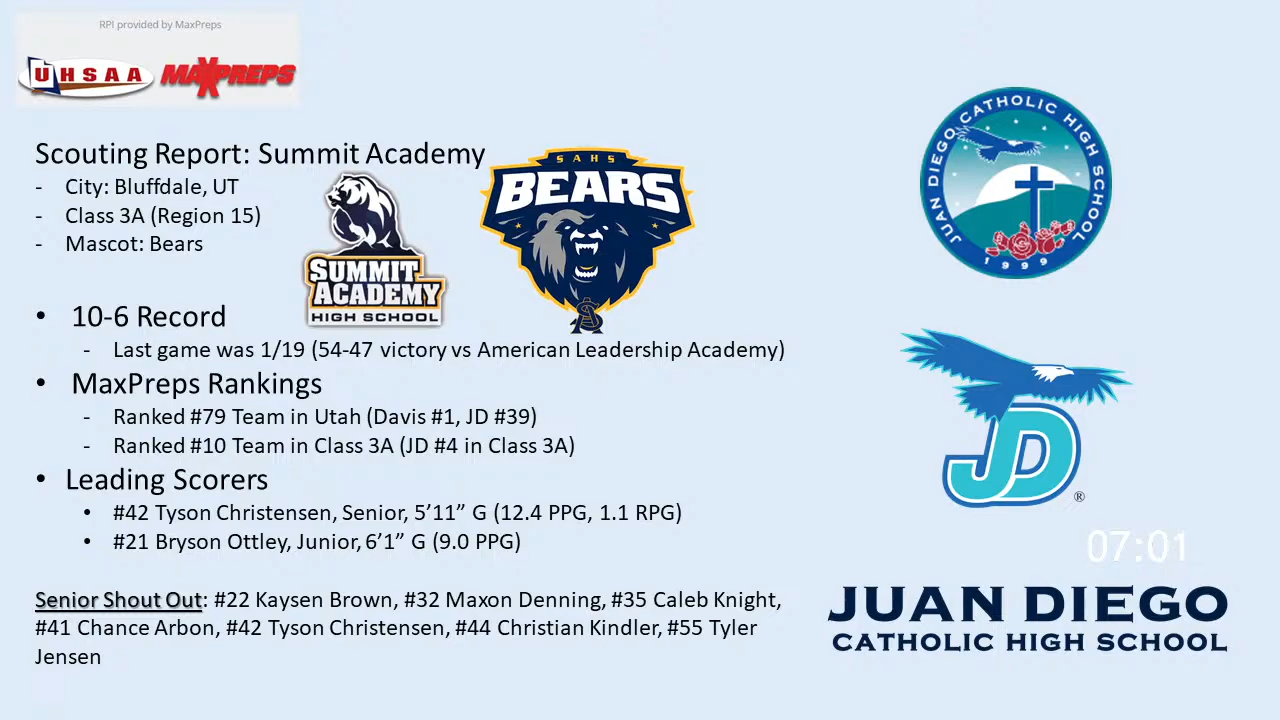 RPI provided by MaxPreps
UHSAA MAXPREPS
Scouting Report: Summit Academy
- City: Bluffdale, UT
- Class 3A (Region 15)
- Mascot: Bears
SUMMIT
ACADEMY
HIGH SCHOOL
SAHS
BEARS
• 10-6 Record
- Last game was 1/19 (54-47 victory vs American Leadership Academy)
• MaxPreps Rankings
- Ranked #79 Team in Utah (Davis #1, JD #39)
- Ranked #10 Team in Class 3A (JD #4 in Class 3A)
• Leading Scorers
• #42 Tyson Christensen, Senior, 5’11” G (12.4 PPG, 1.1 RPG)
• #21 Bryson Ottley, Junior, 6’1” G (9.0 PPG)
Senior Shout Out: #22 Kaysen Brown, #32 Maxon Denning, #35 Caleb Knight,
#41 Chance Arbon, #42 Tyson Christensen, #44 Christian Kindler, #55 Tyler
Jensen
JUAN DIEGO CATHOLIC HIGH SCHOOL
1999
JD®
07:01
JUAN DIEGO
CATHOLIC HIGH SCHOOL